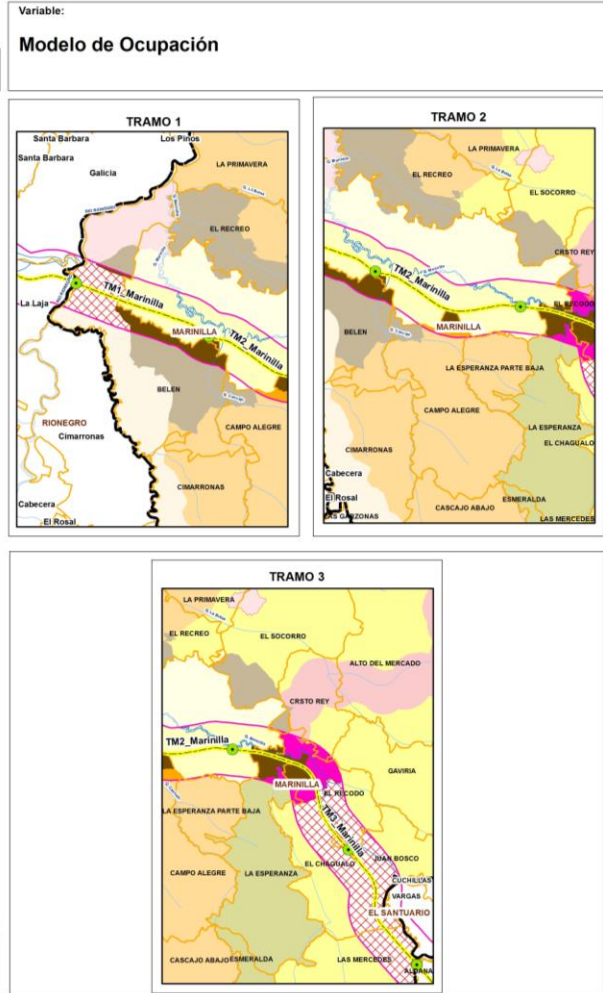 Variable:
Modelo de Ocupación
TRAMO 1
Santa Barbara
Los Pinos
Santa Barbara
Galicia
LA PRIMAVERA
EL RECREO
La Laja
TM1_Marinilla
MARINILLA
TM2_Marinilla
BELEN
RIONEGRO
Cimarronas
CAMPO ALEGRE
CIMARRONAS
Cabecera
El Rosal
TRAMO 2
LA PRIMAVERA
EL RECREO
EL SOCORRO
CRSTO REY
TM2_Marinilla
EL RECODO
MARINILLA
BELEN
LA ESPERANZA PARTE BAJA
CAMPO ALEGRE
LA ESPERANZA
EL CHAGUALO
CIMARRONAS
Cabecera
El Rosal
ESMERALDA
CASCAJO ABAJO
LAS MERCEDES
TRAMO 3
LA PRIMAVERA
EL RECREO
EL SOCORRO
ALTO DEL MERCADO
CRSTO REY
TM2_Marinilla
GAVIRIA
MARINILLA
EL RECODO
LA ESPERANZA PARTE BAJA
TM3_Marinilla
EL CHAGUALO
JUAN BOSCO
CAMPO ALEGRE
LA ESPERANZA
CUCHILLAS
VARGAS
EL SANTUARIO
CASCAJO ABAJO
ESMERALDA
LAS MERCEDES
ALDANA